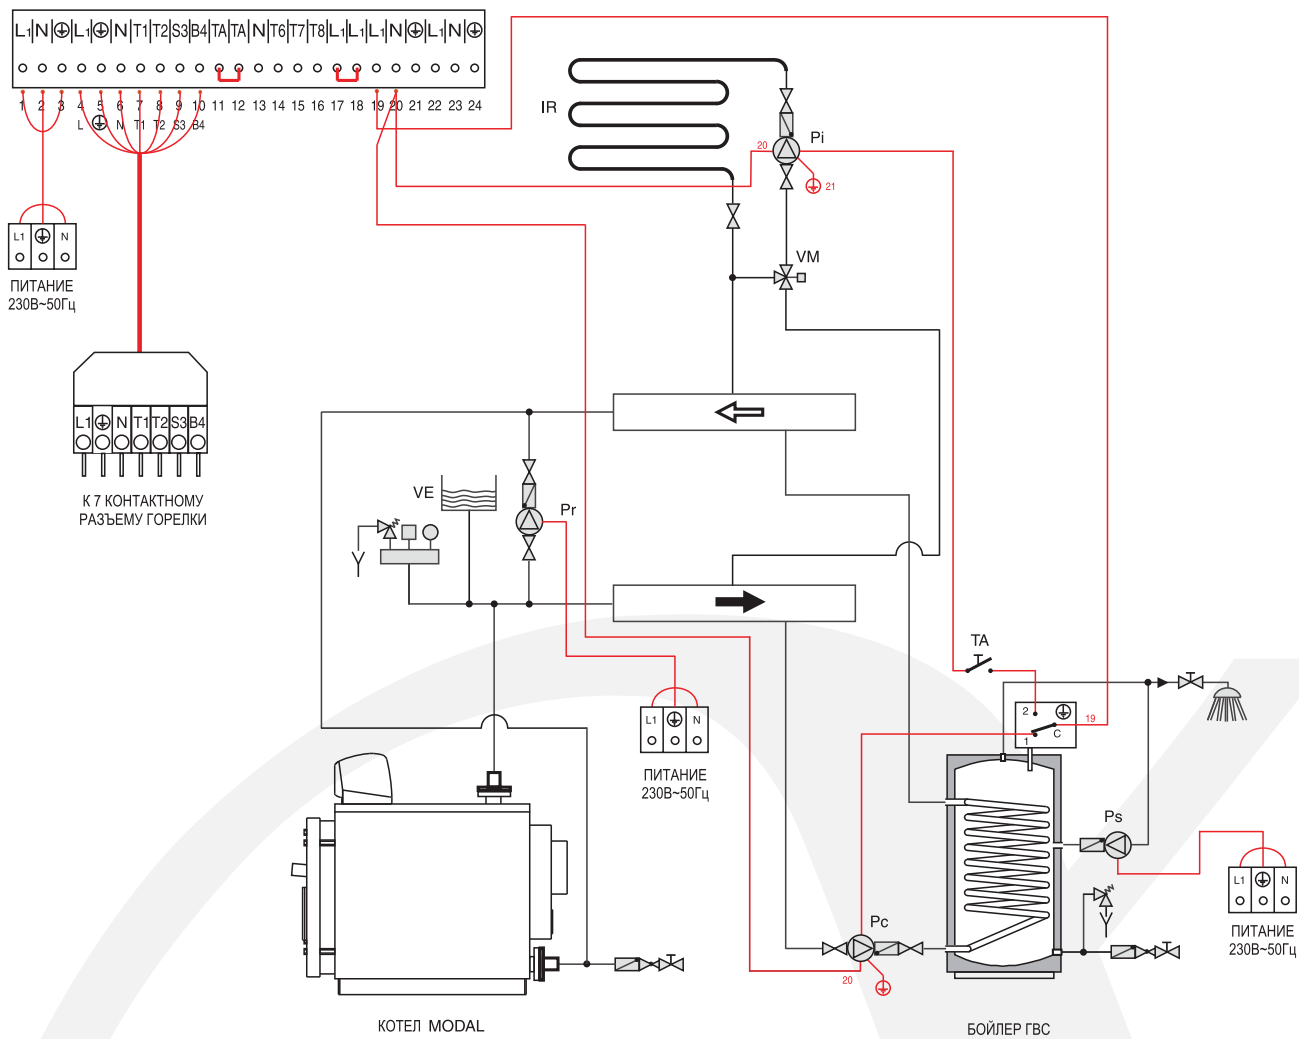 L1 N L1 N T1 T2 S3 B4 TA TA N T6 T7 T8 L1 L1 L1 N L1 N
1 2 3 4 5 6 7 8 9 10 11 12 13 14 15 16 17 18 19 20 21 22 23 24
L N T1 T2 S3 B4
IR
20
Pi
21
L1 N
ПИТАНИЕ
230В~50Гц
VM
L1 N T1 T2 S3 B4
К 7 КОНТАКТНОМУ
РАЗЪЕМУ ГОРЕЛКИ
VE
Pr
TA
L1 N
ПИТАНИЕ
230В~50Гц
2
19
1 C
Ps
L1 N
ПИТАНИЕ
230В~50Гц
Pc
20
КОТЕЛ MODAL
БОЙЛЕР ГВС